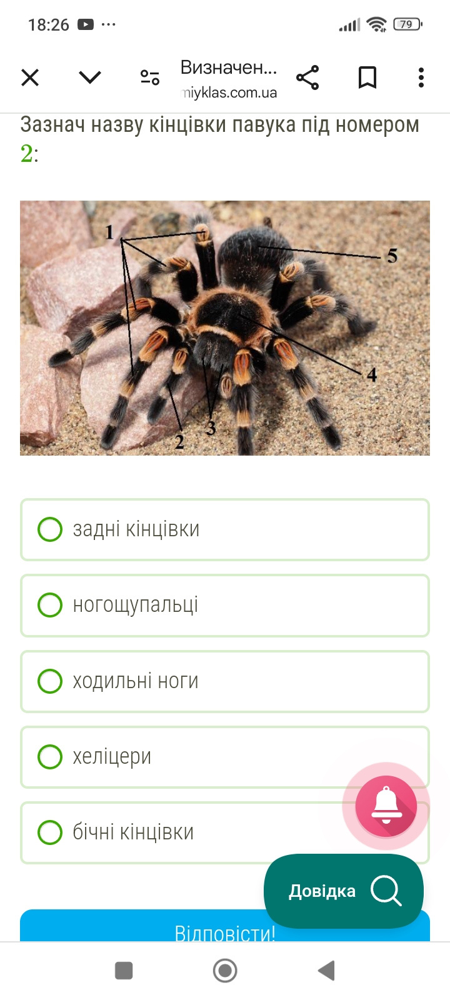 18:26
79
Визначен...
miyklas.com.ua
Зазнач назву кінцівки павука під номером
2:
1
5
4
3
2
задні кінцівки
ногощупальці
ходильні ноги
хеліцери
бічні кінцівки
Довідка
Відповісти!